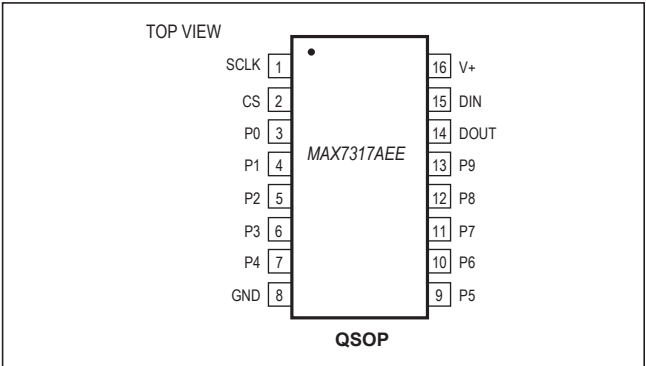 TOP VIEW
SCLK 1
16 V+
CS 2
15 DIN
P0 3
14 DOUT
MAX7317AEE
P1 4
13 P9
P2 5
12 P8
P3 6
11 P7
P4 7
10 P6
GND 8
9 P5
QSOP